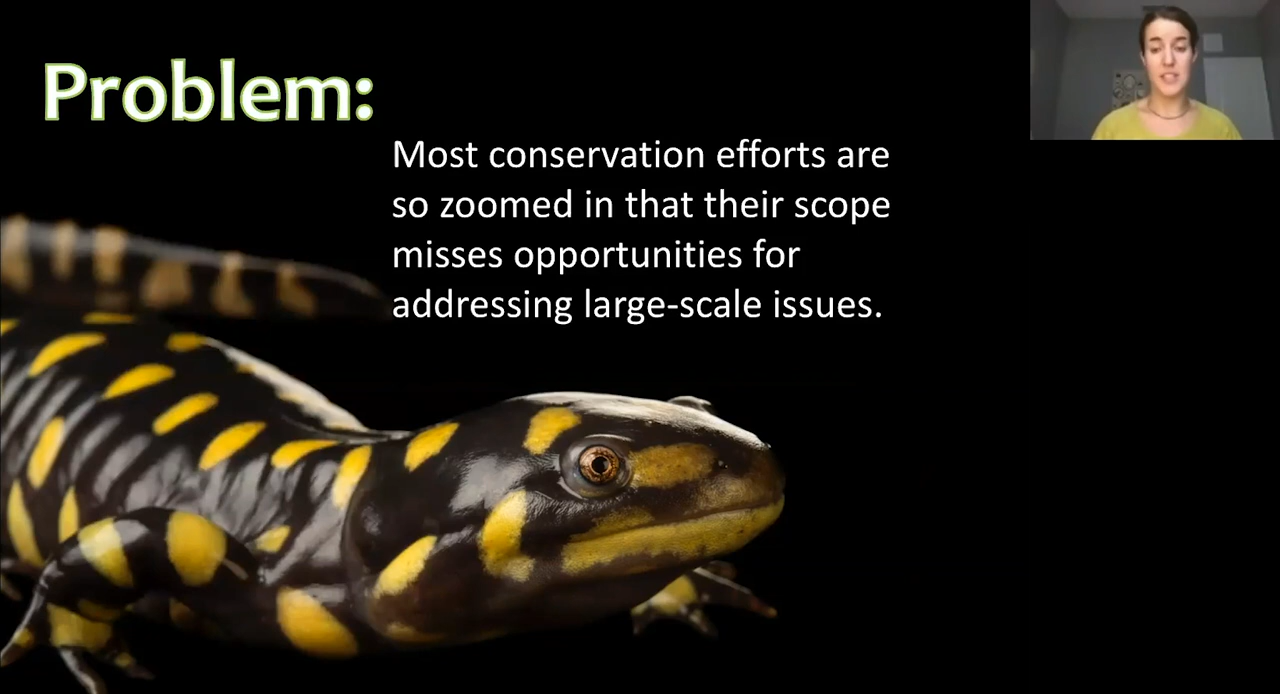 Problem:
Most conservation efforts are
so zoomed in that their scope
misses opportunities for
addressing large-scale issues.